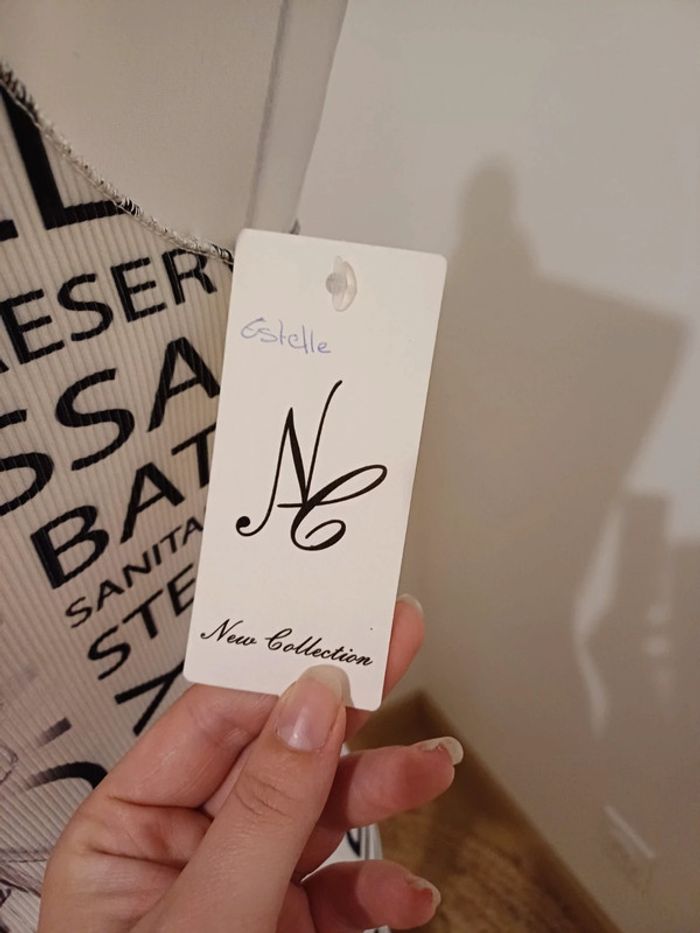 Estelle
NC
New Collection
ESER
SSA
BAT
SANITA
STE